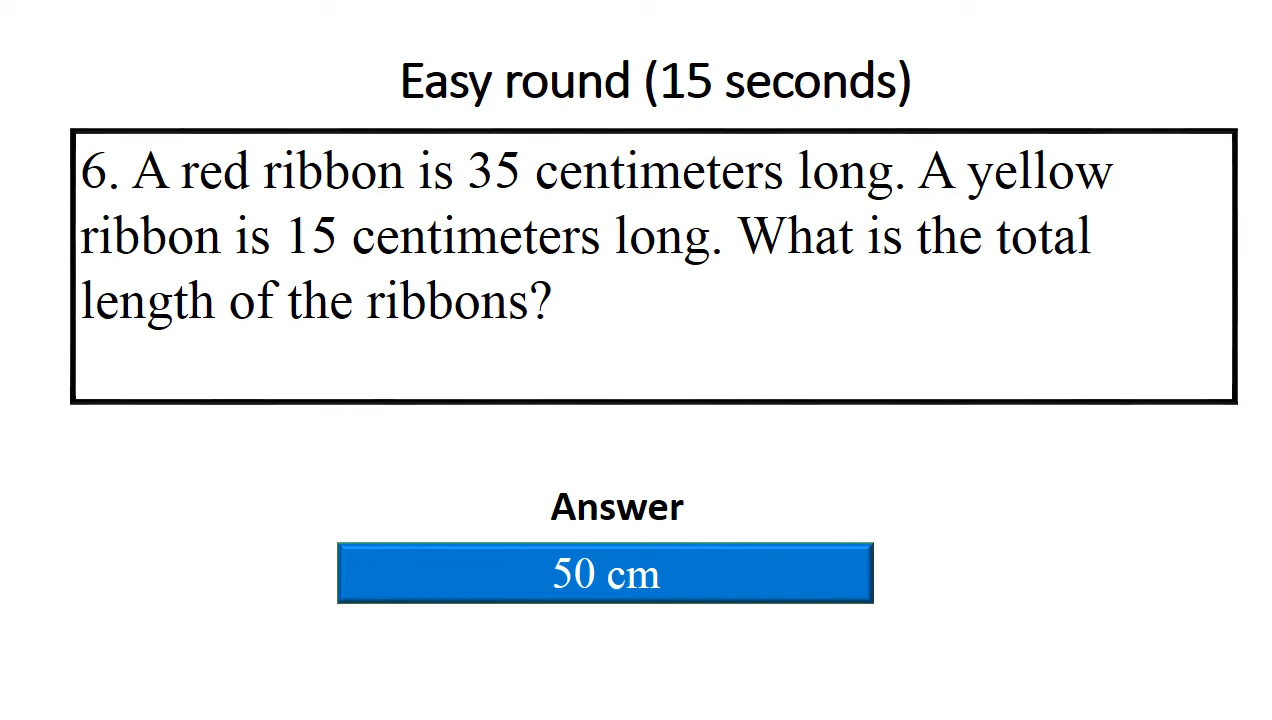 Easy round (15 seconds)
6. A red ribbon is 35 centimeters long. A yellow
ribbon is 15 centimeters long. What is the total
length of the ribbons?
Answer
50 cm